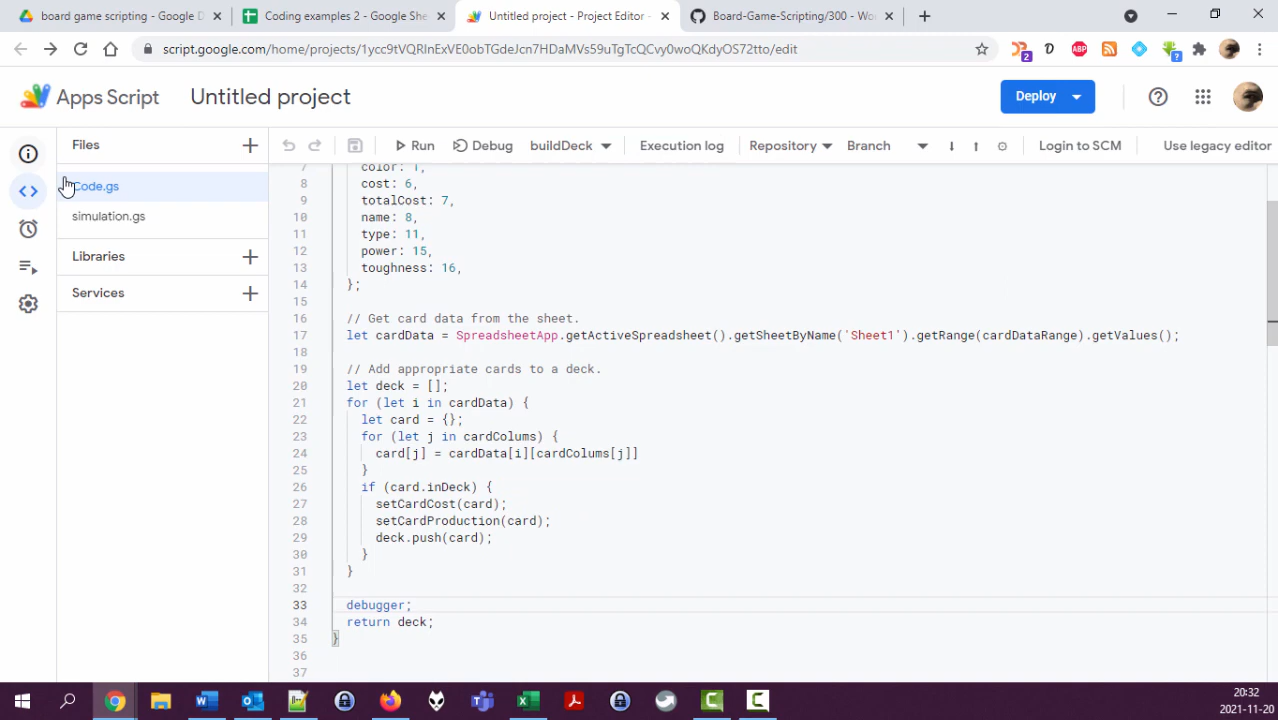 board game scripting - Google D
Coding examples 2 - Google Shee
Untitled project - Project Editor -
Board-Game-Scripting/300 - Wor
script.google.com/home/projects/1ycc9tVQRlnExVE0obTGdeJcn7HDaMVs59uTgTcQCvy0woQKdyOS72tto/edit
2
ABP
?
Apps Script
Untitled project
Deploy
Files
Run
Debug
buildDeck
Execution log
Repository
Branch
Login to SCM
Use legacy editor
Code.gs
simulation.gs
Libraries
Services
7 color: 1,
8 cost: 6,
9 totalCost: 7,
10 name: 8,
11 type: 11,
12 power: 15,
13 toughness: 16,
14 };
15
16 // Get card data from the sheet.
17 let cardData = SpreadsheetApp.getActiveSpreadsheet().getSheetByName('Sheet1').getRange(cardDataRange).getValues();
18
19 // Add appropriate cards to a deck.
20 let deck = [];
21 for (let i in cardData) {
22 let card = {};
23 for (let j in cardColums) {
24 card[j] = cardData[i][cardColums[j]]
25 }
26 if (card.inDeck) {
27 setCardCost(card);
28 setCardProduction(card);
29 deck.push(card);
30 }
31 }
32
33 debugger;
34 return deck;
35 }
36
37
20:32
2021-11-20